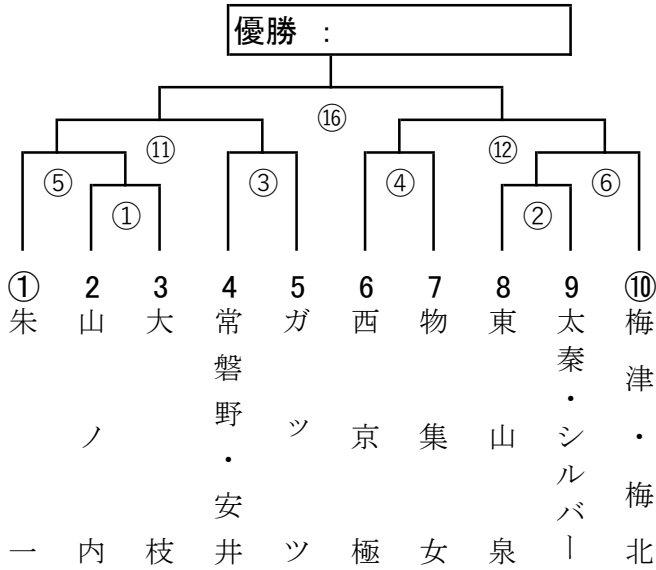 優勝 :
⑯
⑪ ⑫
⑤ ③ ④ ⑥
① ②
① 2 3 4 5 6 7 8 9 ⑩
朱一
山ノ内
大枝
常磐野・安井
ガッツ
西京極
物集女
東山泉
太秦・シルバー
梅津・梅北